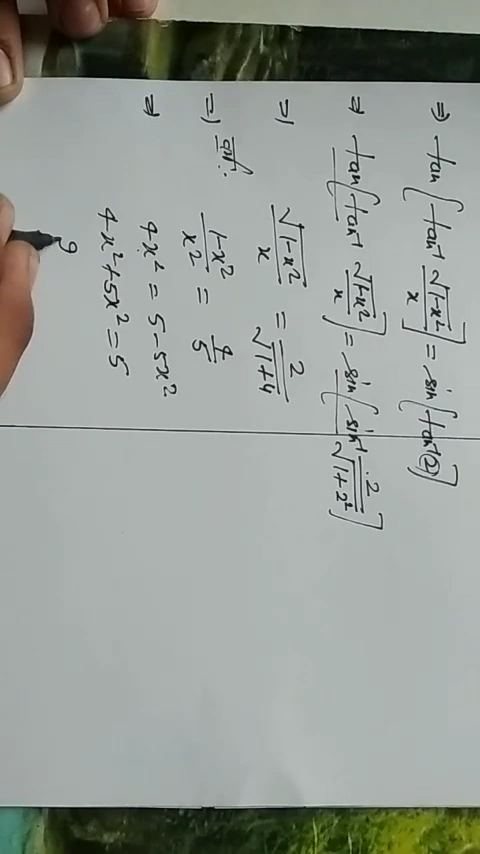 ⇒ tan[tan⁻¹ √(1-x²)/x] = sin[tan⁻¹(2)]
⇒ tan[tan⁻¹ √(1-x²)/x] = sin[sin⁻¹ 2/√(1+2²)]
⇒ √(1-x²)/x = 2/√(1+4)
⇒ वर्ग: (1-x²)/x² = 4/5
⇒ 4x² = 5-5x²
4x²+5x² = 5
9